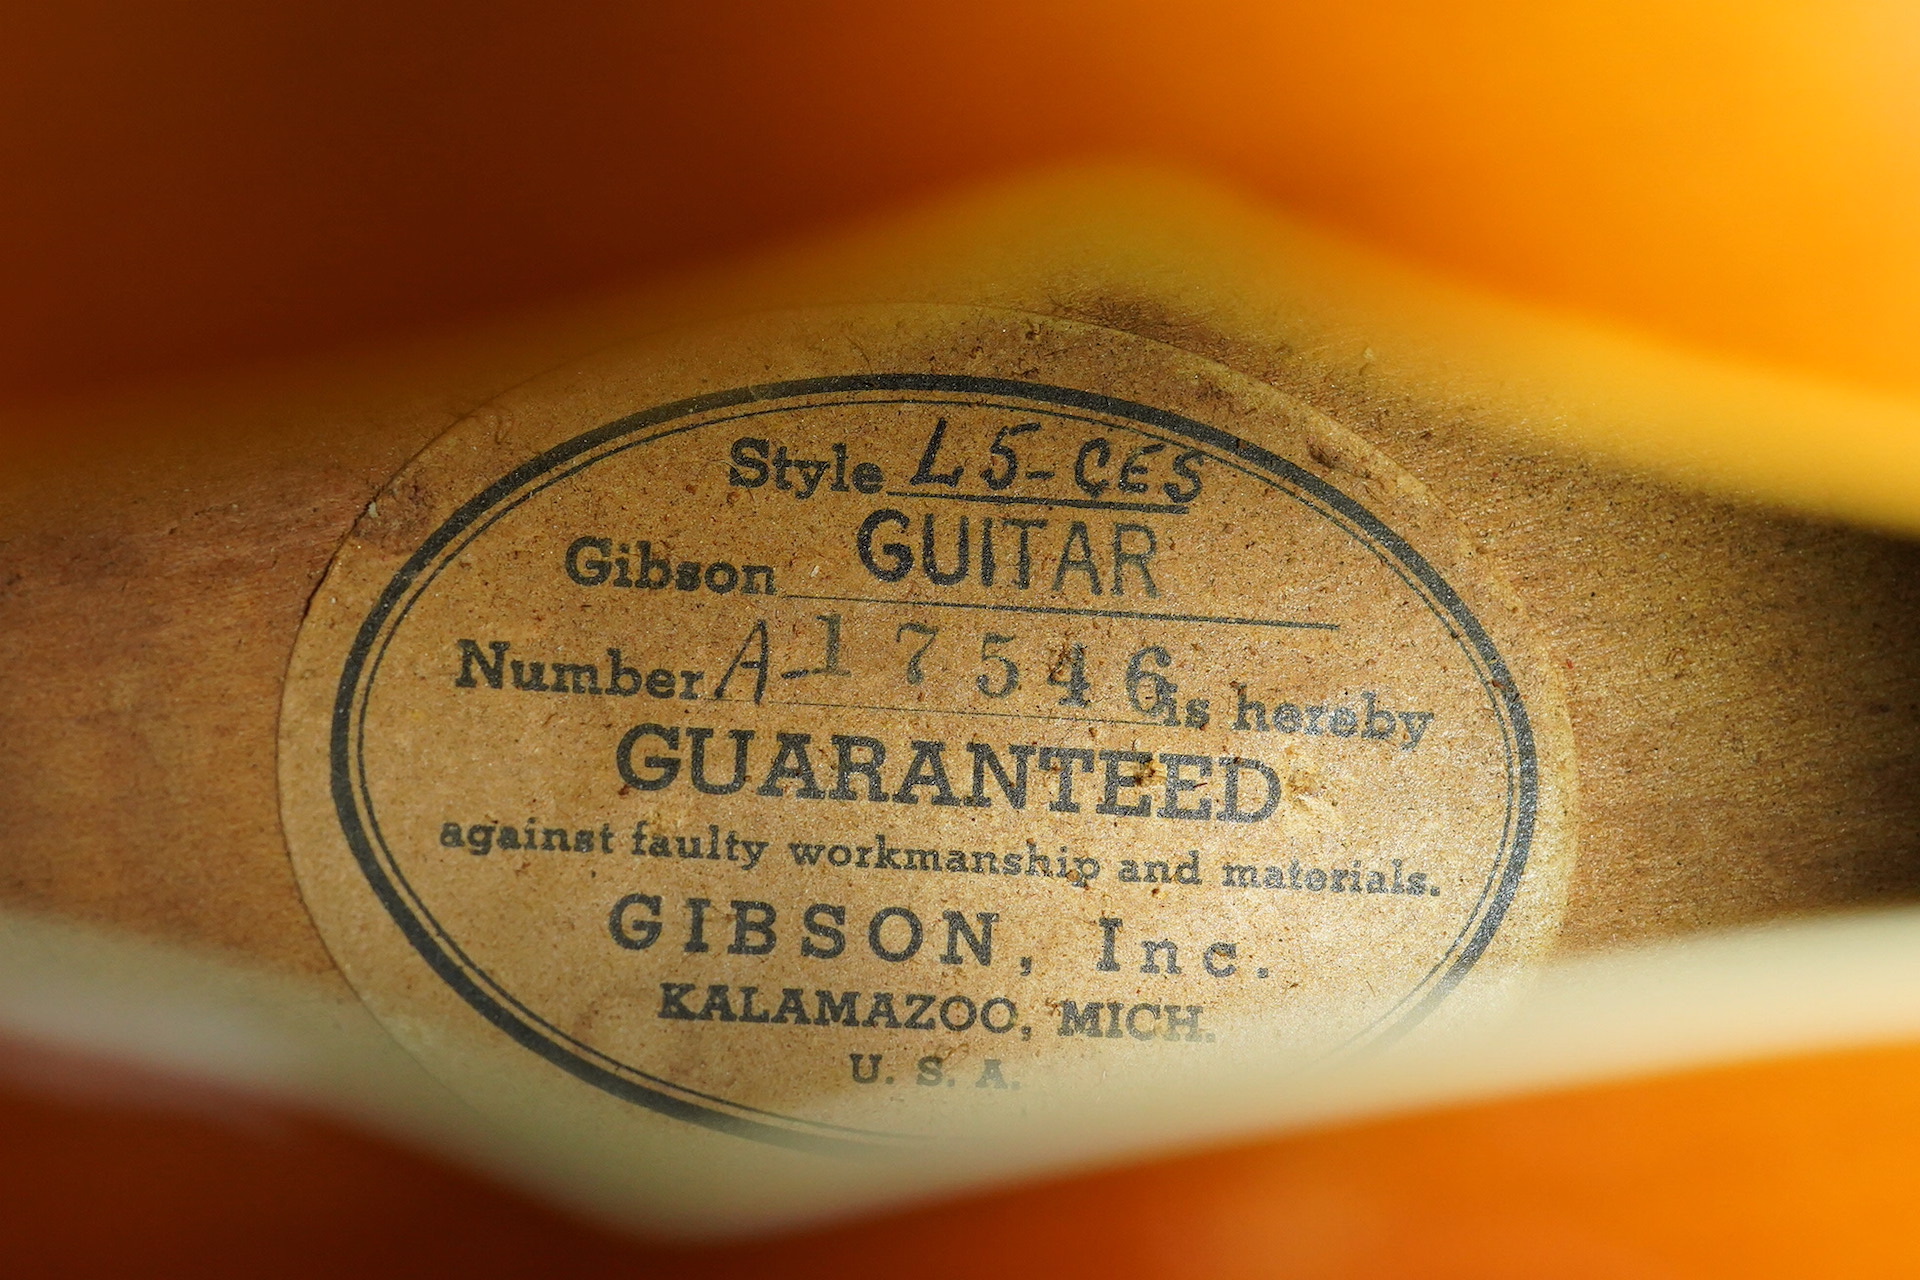 Style L5-CES
Gibson GUITAR
Number A-17546 is hereby
GUARANTEED
against faulty workmanship and materials.
GIBSON, Inc.
KALAMAZOO, MICH.
U. S. A.